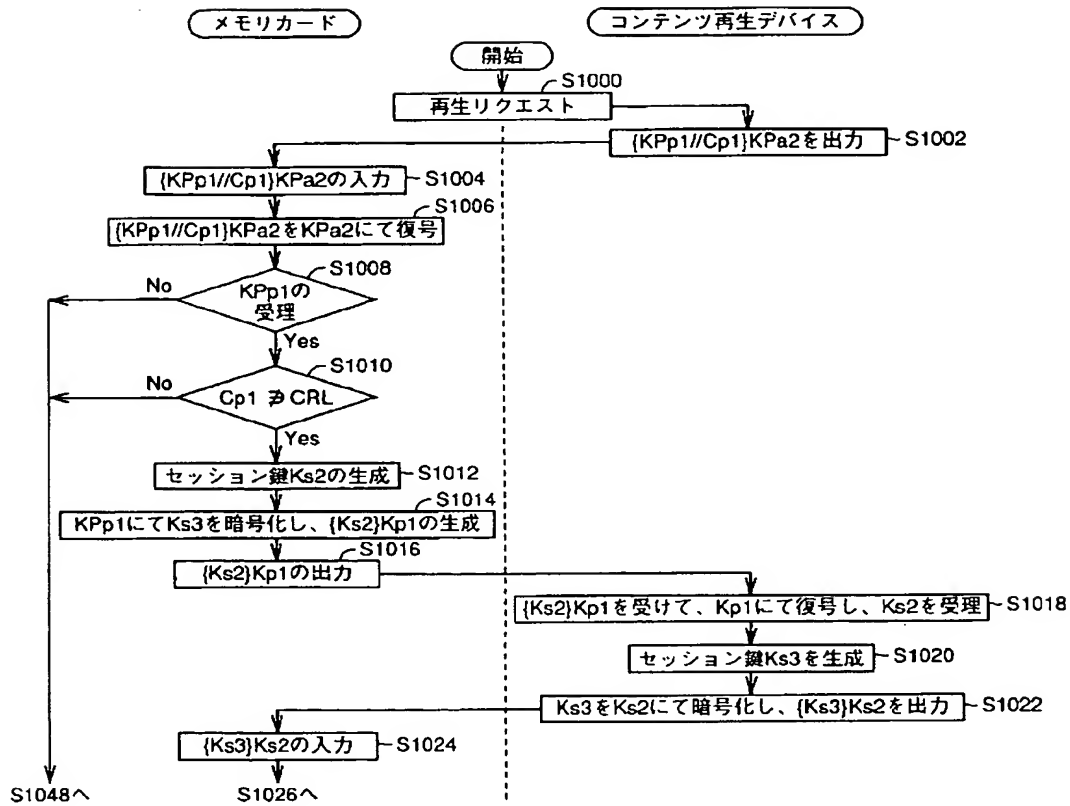 メモリカード
コンテンツ再生デバイス
開始
S1000
再生リクエスト
{KPp1//Cp1}KPa2を出力
S1002
{KPp1//Cp1}KPa2の入力
S1004
S1006
{KPp1//Cp1}KPa2をKPa2にて復号
S1008
No
KPp1の
受理
Yes
S1010
No
Cp1 ∌ CRL
Yes
セッション鍵Ks2の生成
S1012
S1014
KPp1にてKs3を暗号化し、{Ks2}Kp1の生成
S1016
{Ks2}Kp1の出力
{Ks2}Kp1を受けて、Kp1にて復号し、Ks2を受理
S1018
セッション鍵Ks3を生成
S1020
Ks3をKs2にて暗号化し、{Ks3}Ks2を出力
S1022
{Ks3}Ks2の入力
S1024
S1048へ
S1026へ